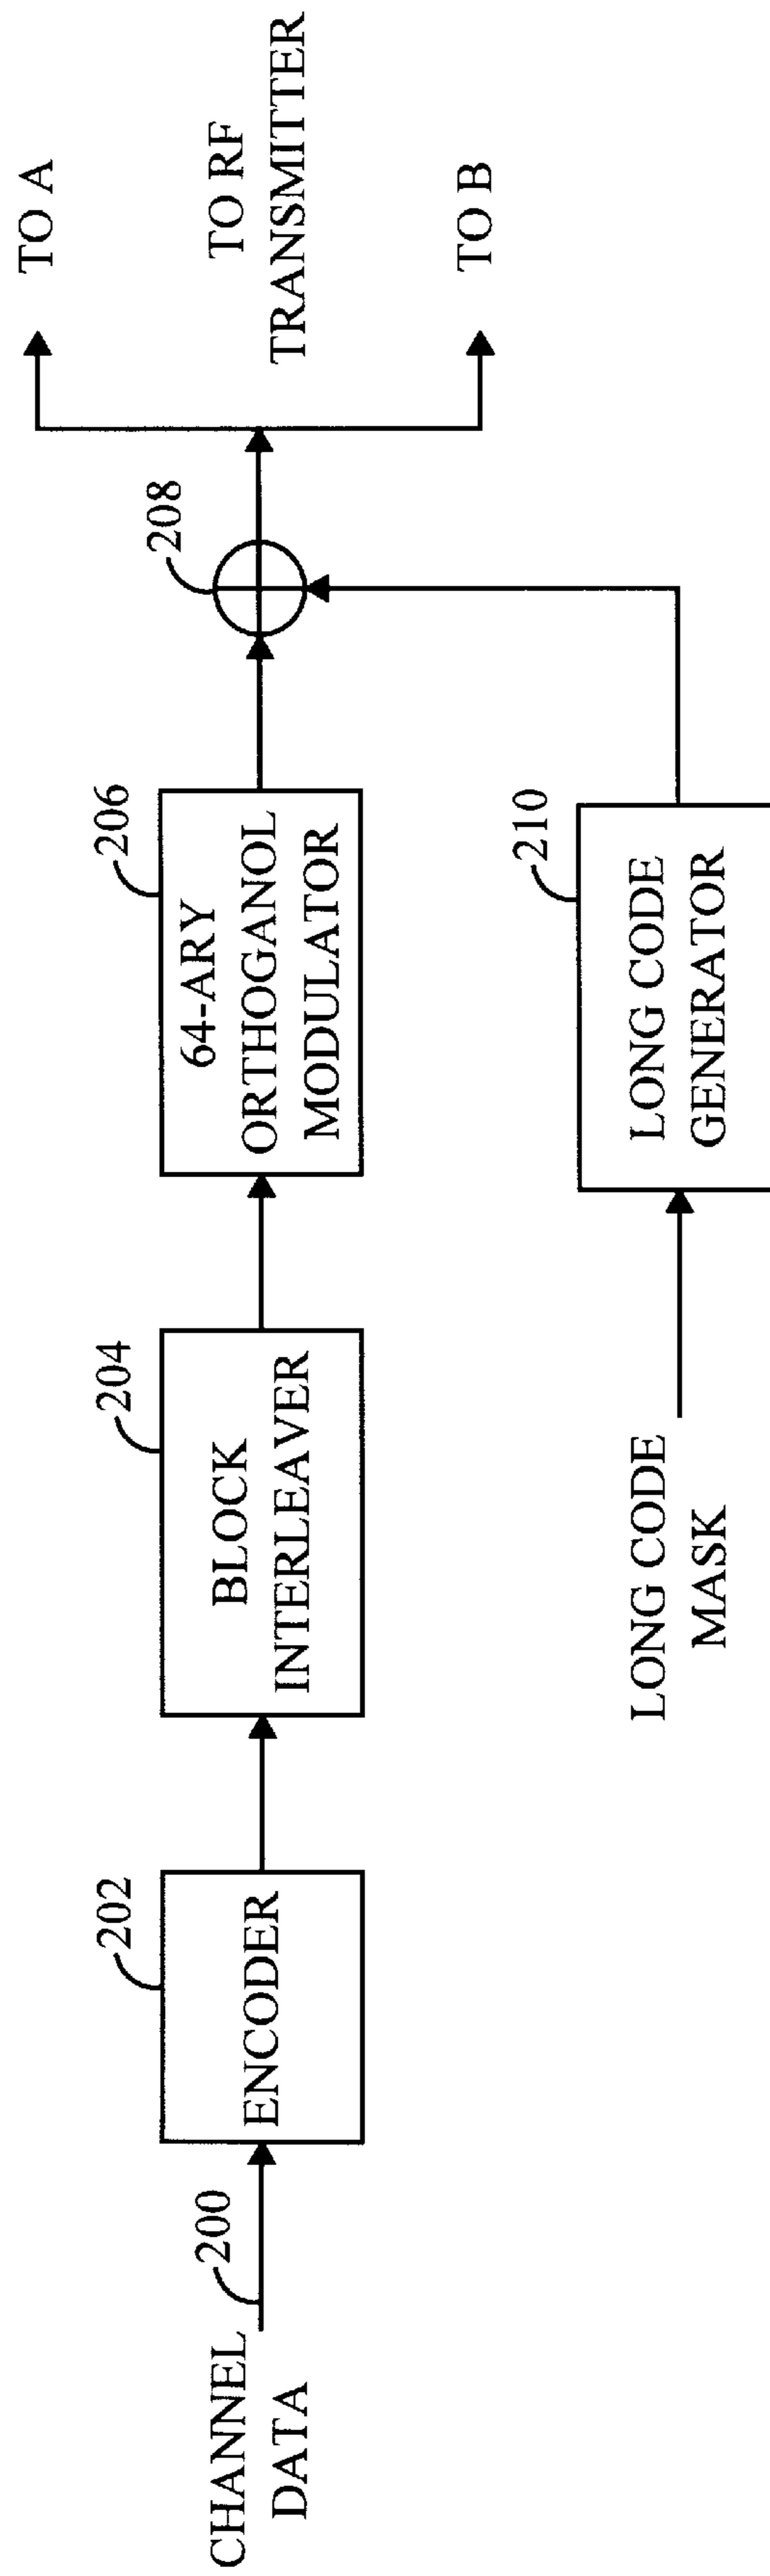 CHANNEL
DATA
200
202
ENCODER
204
BLOCK
INTERLEAVER
206
64-ARY
ORTHOGANOL
MODULATOR
208
TO A
TO RF
TRANSMITTER
TO B
LONG CODE
MASK
210
LONG CODE
GENERATOR